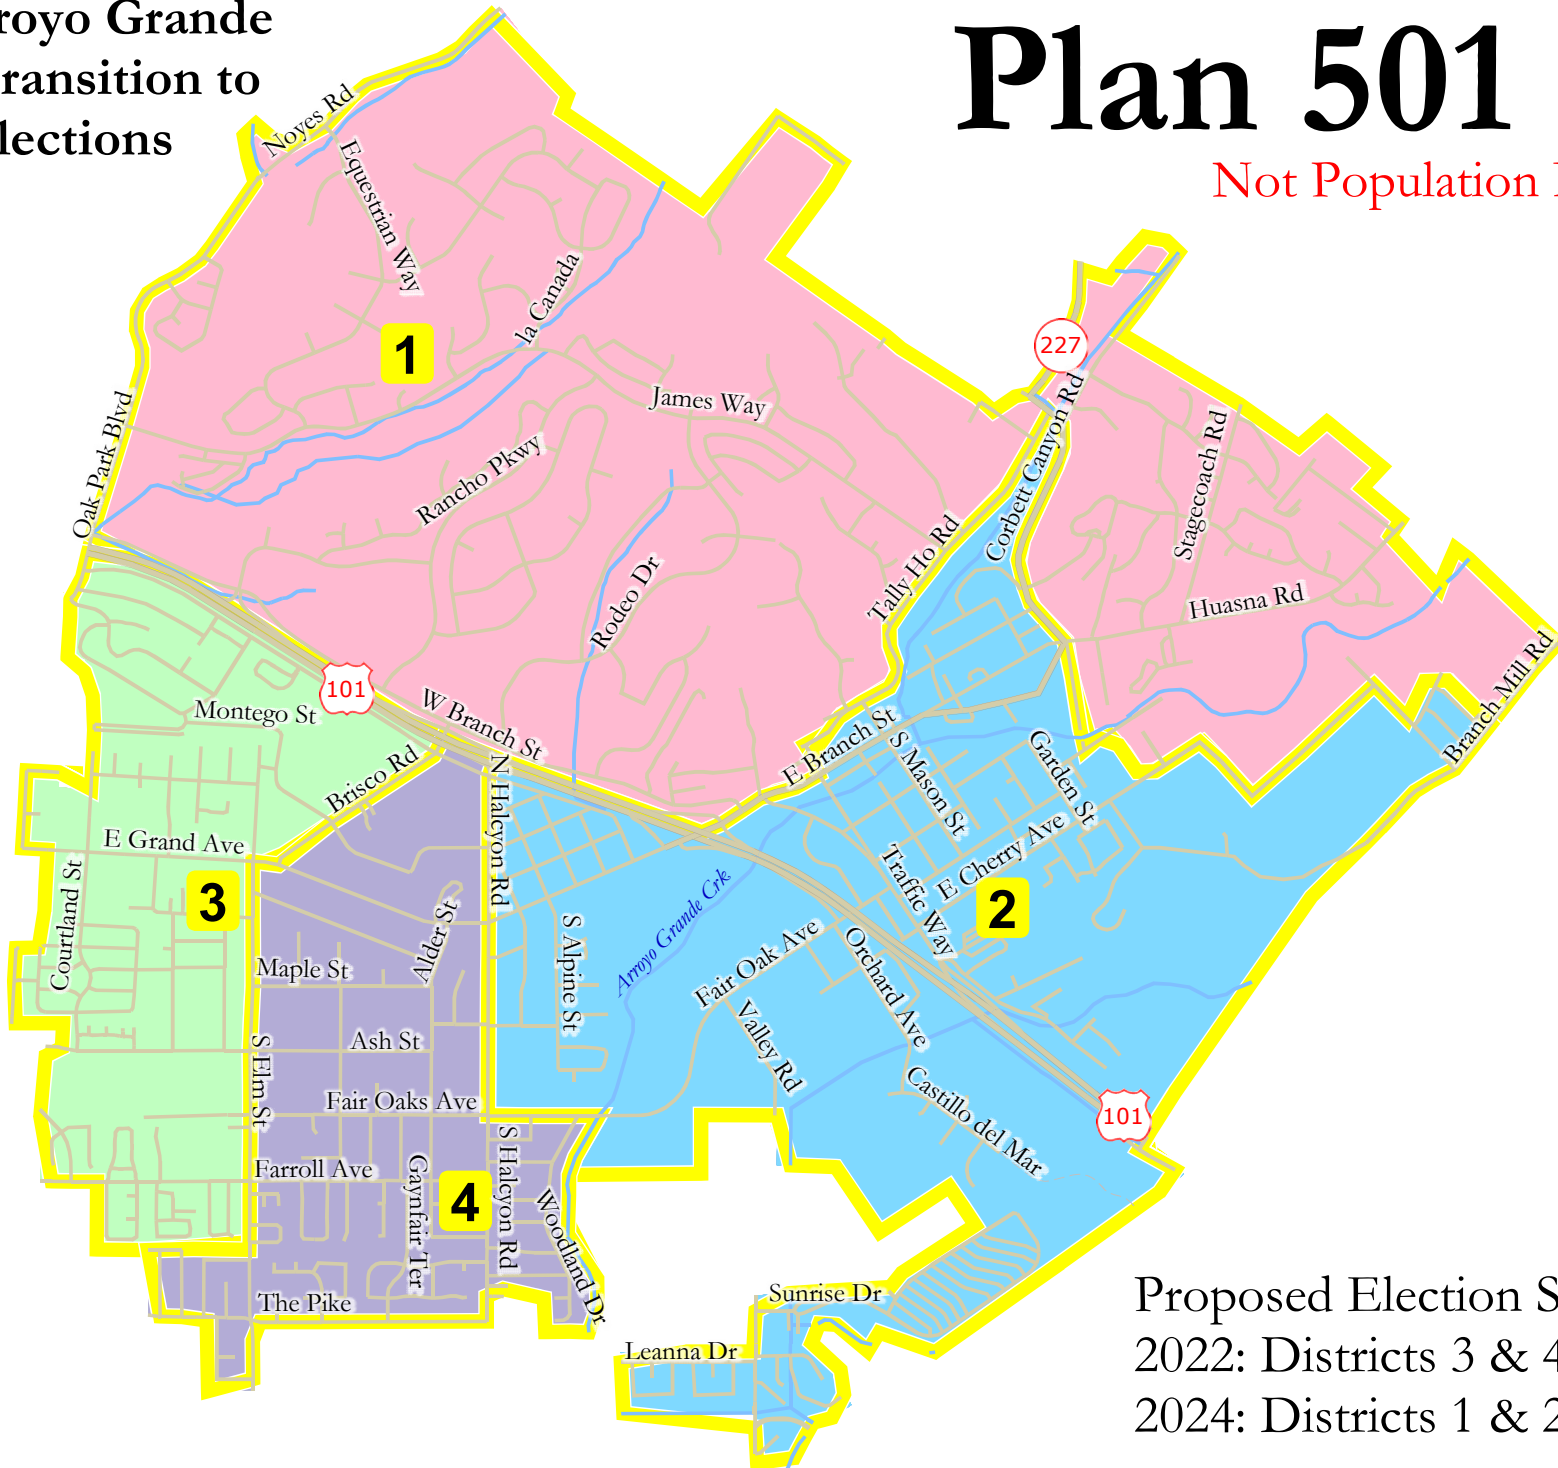 royo Grande
ransition to
lections
Plan 501
Not Population
Noyes Rd
Equestrian Way
la Canada
1
227
James Way
Corbett Canyon Rd
Stagecoach Rd
Oak Park Blvd
Rancho Pkwy
Tally Ho Rd
Rodeo Dr
Huasna Rd
Branch Mill Rd
101
Montego St
W Branch St
E Branch St
S Mason St
Garden St
Brisco Rd
N Halcyon Rd
E Grand Ave
3
Courtland St
Traffic Way
E Cherry Ave
2
Arroyo Grande Crk
Alder St
S Alpine St
Fair Oak Ave
Orchard Ave
Maple St
Valley Rd
Ash St
S Elm St
Castillo del Mar
101
Fair Oaks Ave
Farroll Ave
Gaynfair Ter
4
S Halcyon Rd
Woodland Dr
The Pike
Sunrise Dr
Leanna Dr
Proposed Election S
2022: Districts 3 & 4
2024: Districts 1 & 2